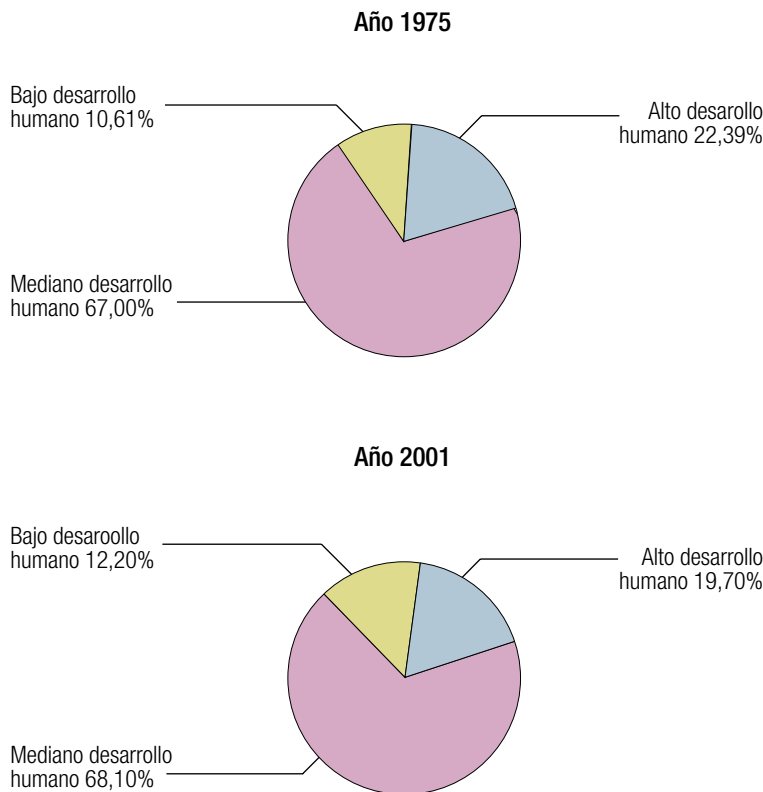 Año 1975
Bajo desarrollo
humano 10,61%
Alto desarollo
humano 22,39%
Mediano desarrollo
humano 67,00%
Año 2001
Bajo desaroollo
humano 12,20%
Alto desarrollo
humano 19,70%
Mediano desarrollo
humano 68,10%